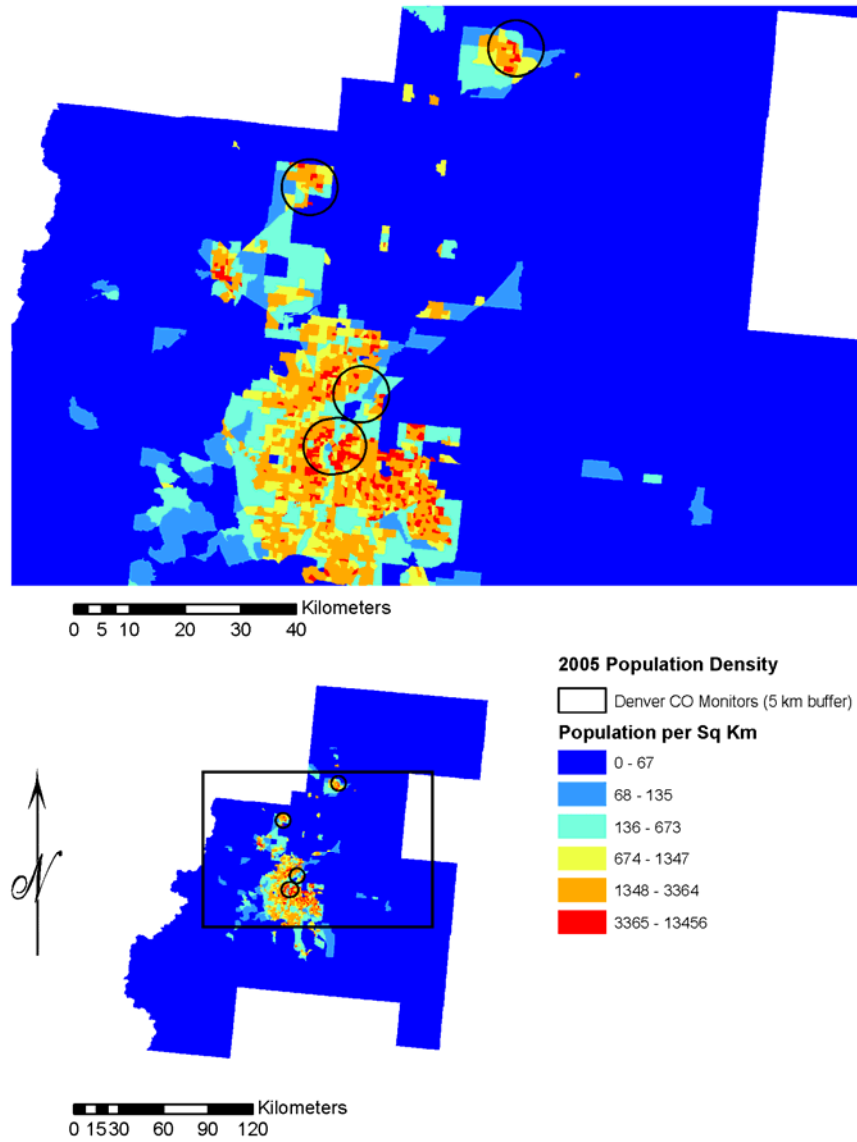 Kilometers
0 5 10 20 30 40
2005 Population Density
Denver CO Monitors (5 km buffer)
Population per Sq Km
0 - 67
68 - 135
136 - 673
674 - 1347
1348 - 3364
3365 - 13456
N
Kilometers
0 15 30 60 90 120